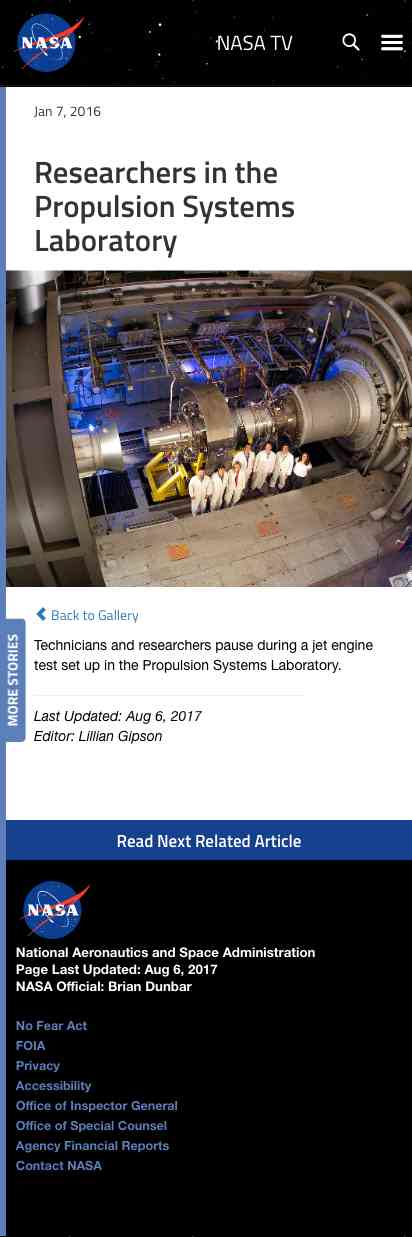 NASA
NASA TV
Jan 7, 2016
Researchers in the
Propulsion Systems
Laboratory
Back to Gallery
MORE STORIES
Technicians and researchers pause during a jet engine
test set up in the Propulsion Systems Laboratory.
Last Updated: Aug 6, 2017
Editor: Lillian Gipson
Read Next Related Article
NASA
National Aeronautics and Space Administration
Page Last Updated: Aug 6, 2017
NASA Official: Brian Dunbar
No Fear Act
FOIA
Privacy
Accessibility
Office of Inspector General
Office of Special Counsel
Agency Financial Reports
Contact NASA